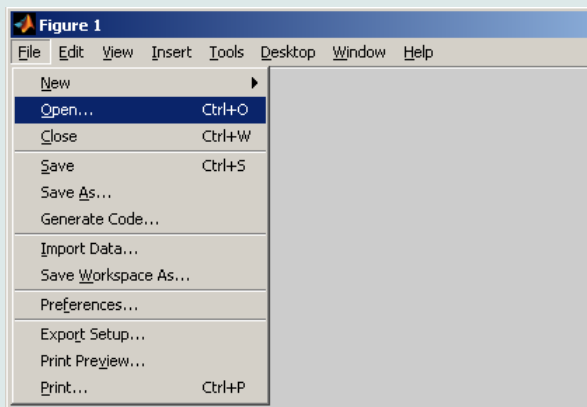 Figure 1
File Edit View Insert Tools Desktop Window Help
New
Open... Ctrl+O
Close Ctrl+W
Save Ctrl+S
Save As...
Generate Code...
Import Data...
Save Workspace As...
Preferences...
Export Setup...
Print Preview...
Print... Ctrl+P